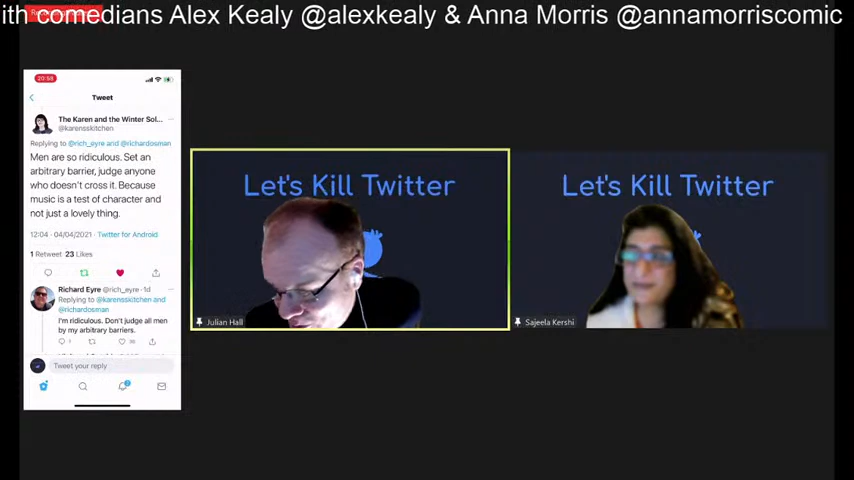 ith comedians Alex Kealy @alexkealy & Anna Morris @annamorriscomic
20:58
Tweet
The Karen and the Winter Sol...
@karensskitchen
Replying to @rich_eyre and @richardosman
Men are so ridiculous. Set an
arbitrary barrier, judge anyone
who doesn't cross it. Because
music is a test of character and
not just a lovely thing.
12:04 · 04/04/2021 · Twitter for Android
1 Retweet 23 Likes
Richard Eyre @rich_eyre · 1d
Replying to @karensskitchen and
@richardosman
I'm ridiculous. Don't judge all men
by my arbitrary barriers.
Tweet your reply
Let's Kill Twitter
Julian Hall
Let's Kill Twitter
Sajeela Kershi